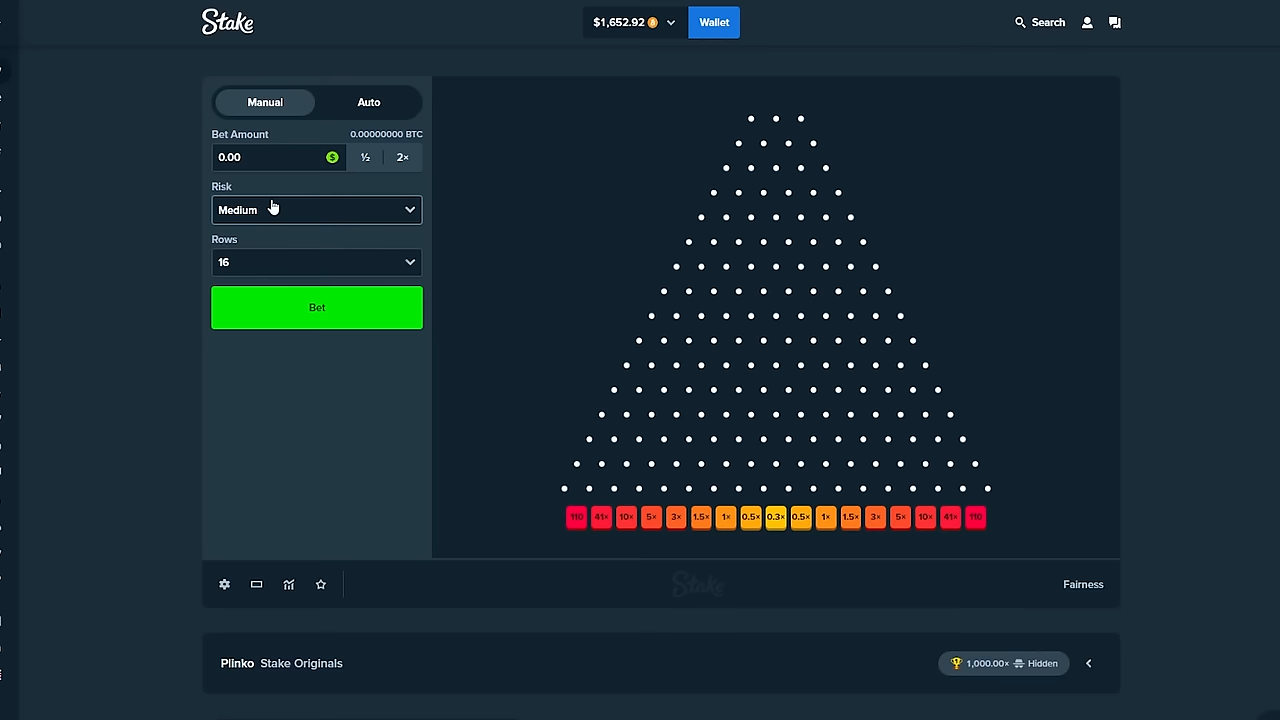 Stake
$1,652.92
Wallet
Search
Manual Auto
Bet Amount 0.00000000 BTC
0.00 $ ½ 2×
Risk
Medium
Rows
16
Bet
110 41× 10× 5× 3× 1.5× 1× 0.5× 0.3× 0.5× 1× 1.5× 3× 5× 10× 41× 110
Stake
Fairness
Plinko Stake Originals
1,000.00× Hidden